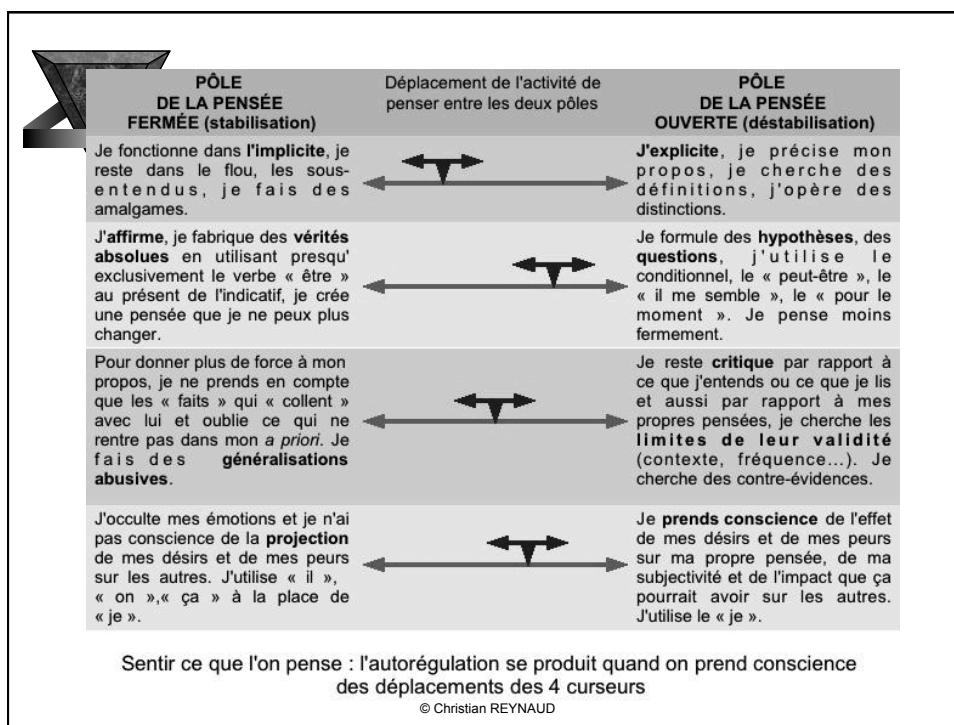 PÔLE
DE LA PENSÉE
FERMÉE (stabilisation)
Déplacement de l'activité de
penser entre les deux pôles
PÔLE
DE LA PENSÉE
OUVERTE (déstabilisation)
Je fonctionne dans l'implicite, je
reste dans le flou, les sous-
entendus, je fais des
amalgames.
J'explicite, je précise mon
propos, je cherche des
définitions, j'opère des
distinctions.
J'affirme, je fabrique des vérités
absolues en utilisant presqu'
exclusivement le verbe « être »
au présent de l'indicatif, je crée
une pensée que je ne peux plus
changer.
Je formule des hypothèses, des
questions, j'utilise le
conditionnel, le « peut-être », le
« il me semble », le « pour le
moment ». Je pense moins
fermement.
Pour donner plus de force à mon
propos, je ne prends en compte
que les « faits » qui « collent »
avec lui et oublie ce qui ne
rentre pas dans mon a priori. Je
fais des généralisations
abusives.
Je reste critique par rapport à
ce que j'entends ou ce que je lis
et aussi par rapport à mes
propres pensées, je cherche les
limites de leur validité
(contexte, fréquence…). Je
cherche des contre-évidences.
J'occulte mes émotions et je n'ai
pas conscience de la projection
de mes désirs et de mes peurs
sur les autres. J'utilise « il »,
« on »,« ça » à la place de
« je ».
Je prends conscience de l'effet
de mes désirs et de mes peurs
sur ma propre pensée, de ma
subjectivité et de l'impact que ça
pourrait avoir sur les autres.
J'utilise le « je ».
Sentir ce que l'on pense : l'autorégulation se produit quand on prend conscience
des déplacements des 4 curseurs
© Christian REYNAUD